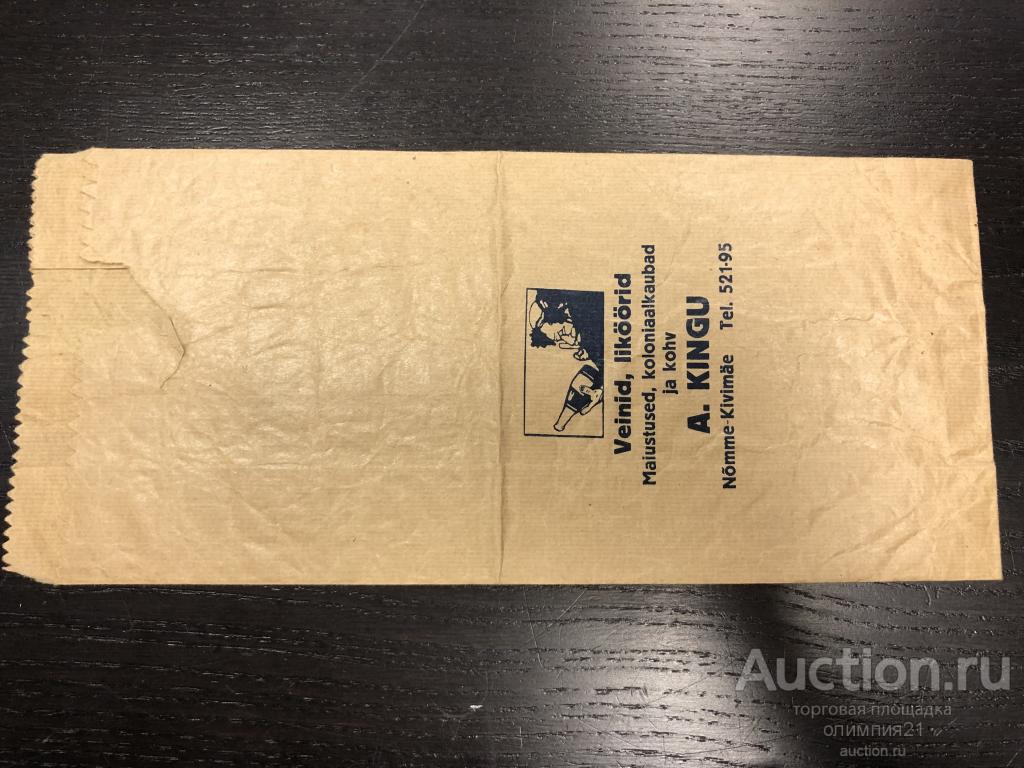 Veinid, liköörid
Maiustused, koloniaalkaubad
ja kohv
A. KINGU
Nõmme-Kivimäe Tel. 521-95
Auction.ru
торговая площадка
олимпия21
auction.ru